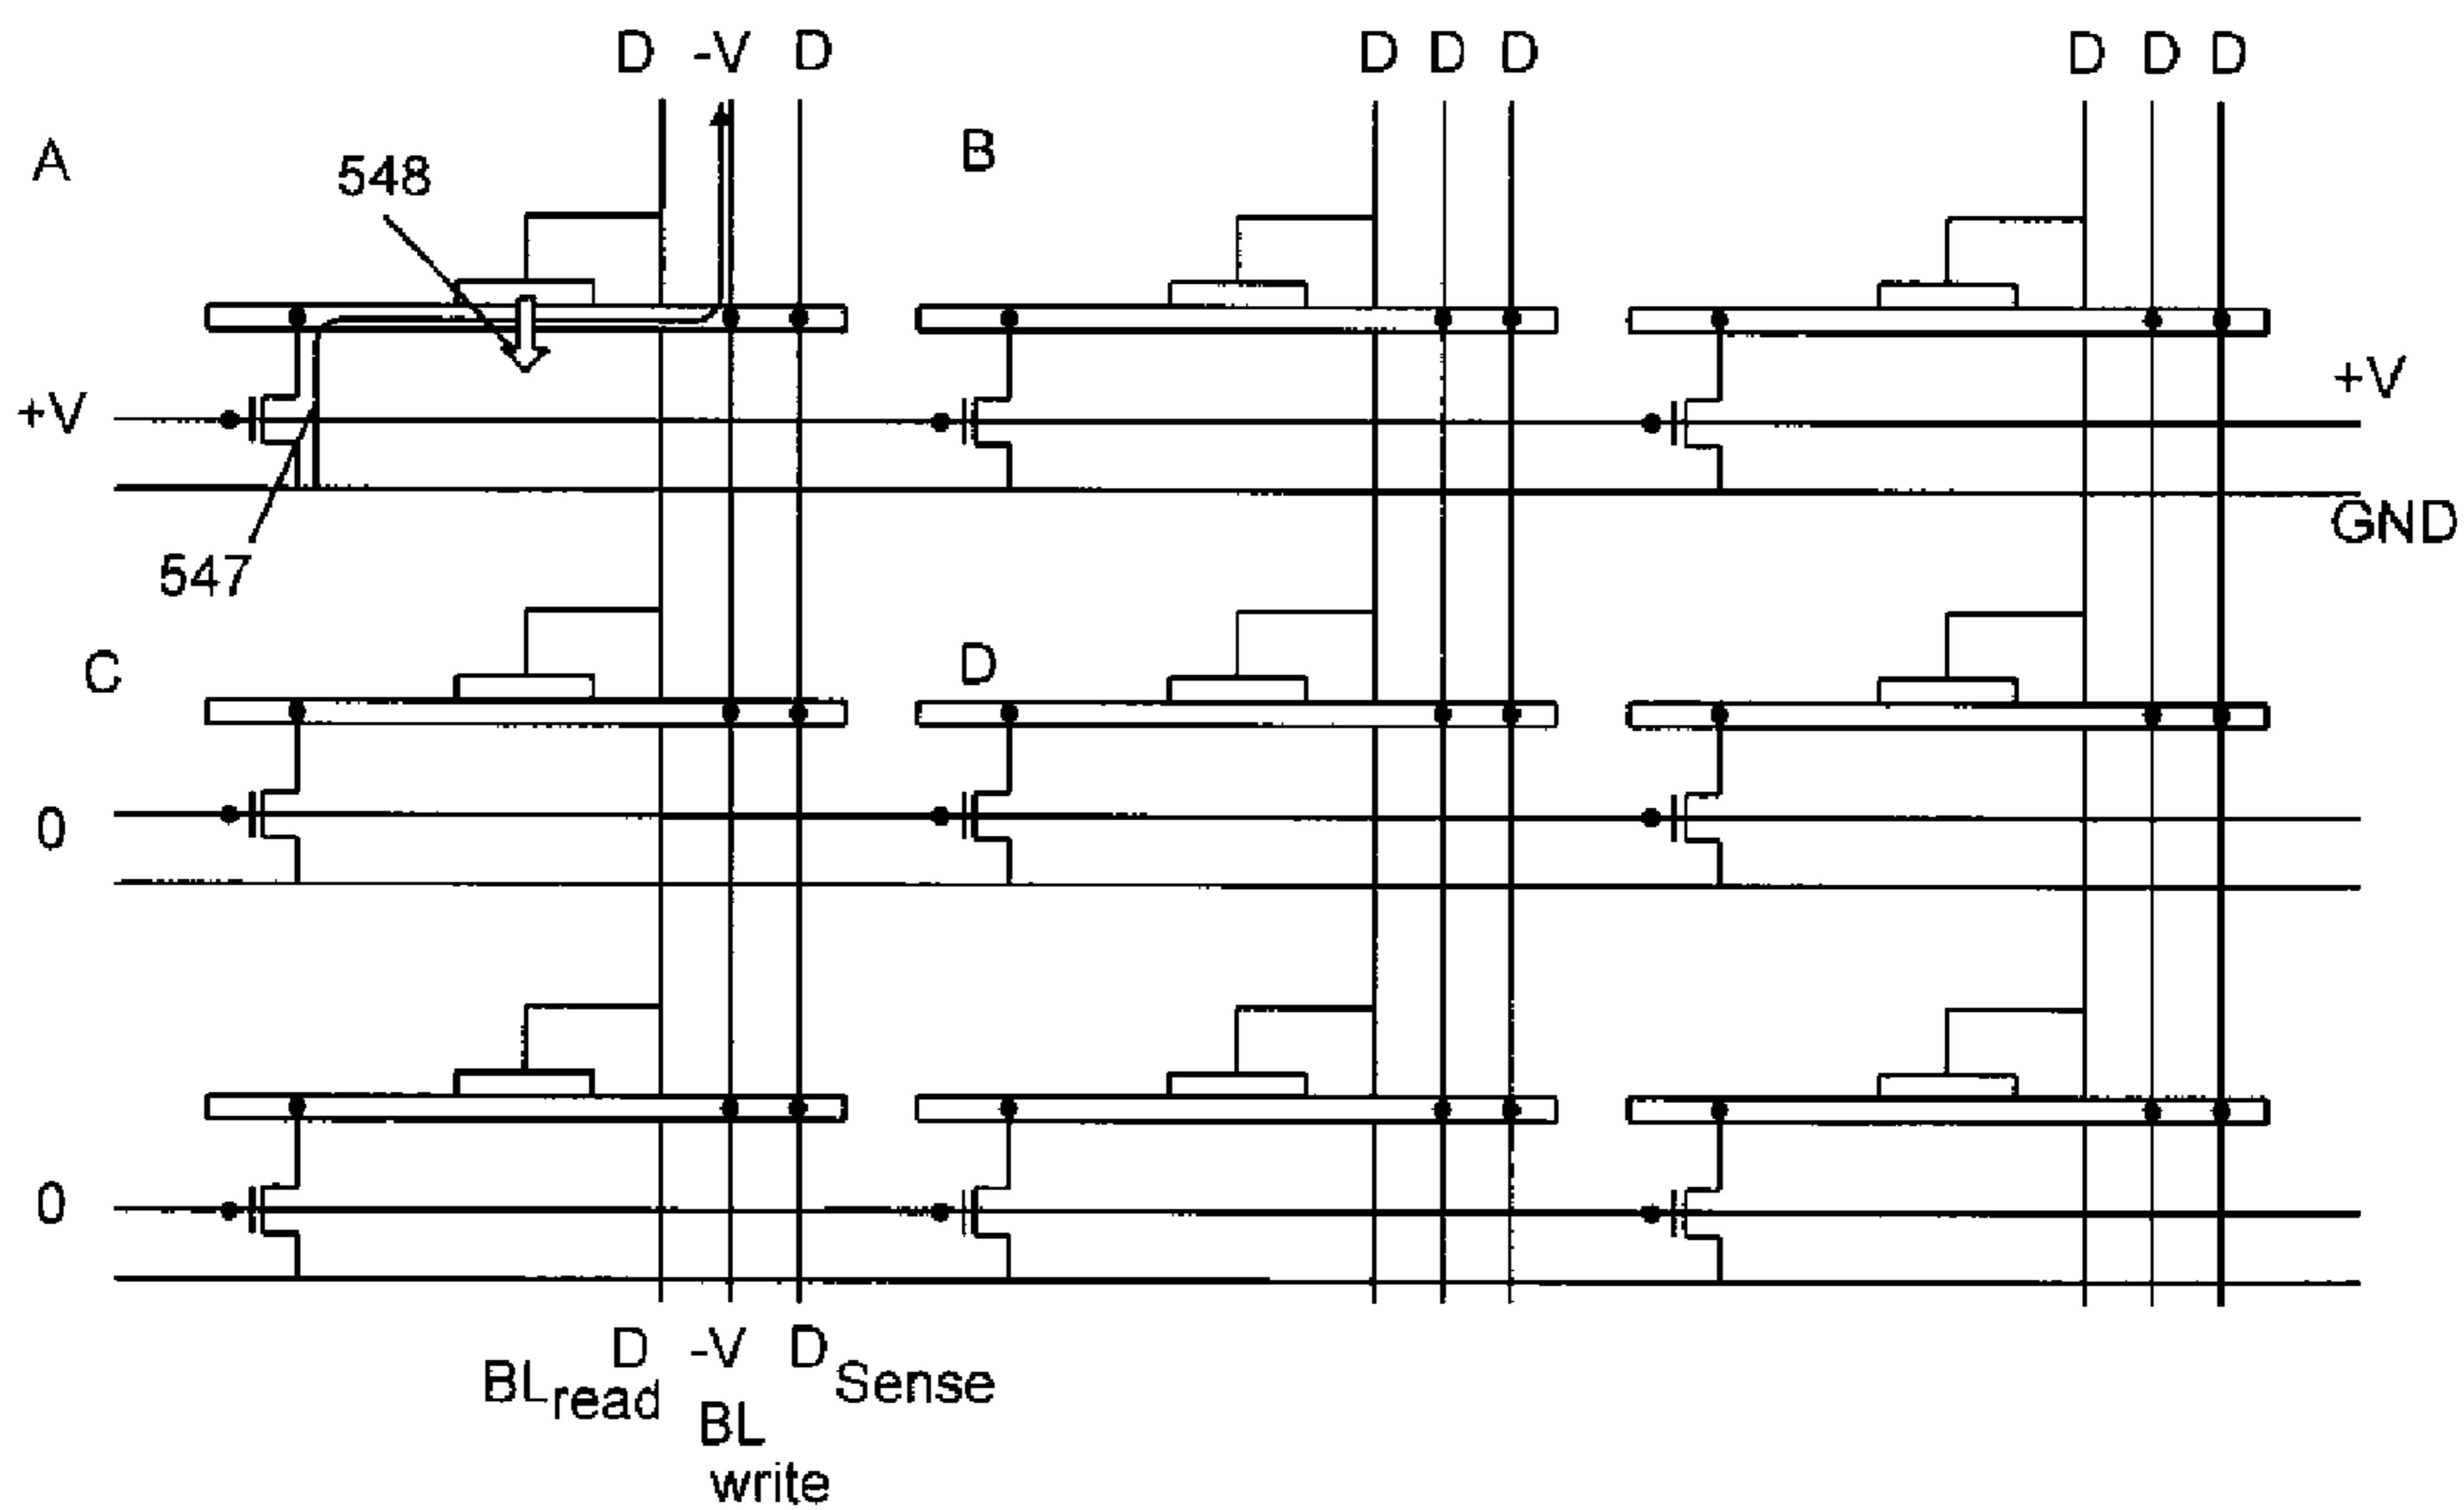 D -V D D D D D D D
A 548 B
+V +V
GND
547
C D
0
0
D -V D
BLread Sense
BL
write